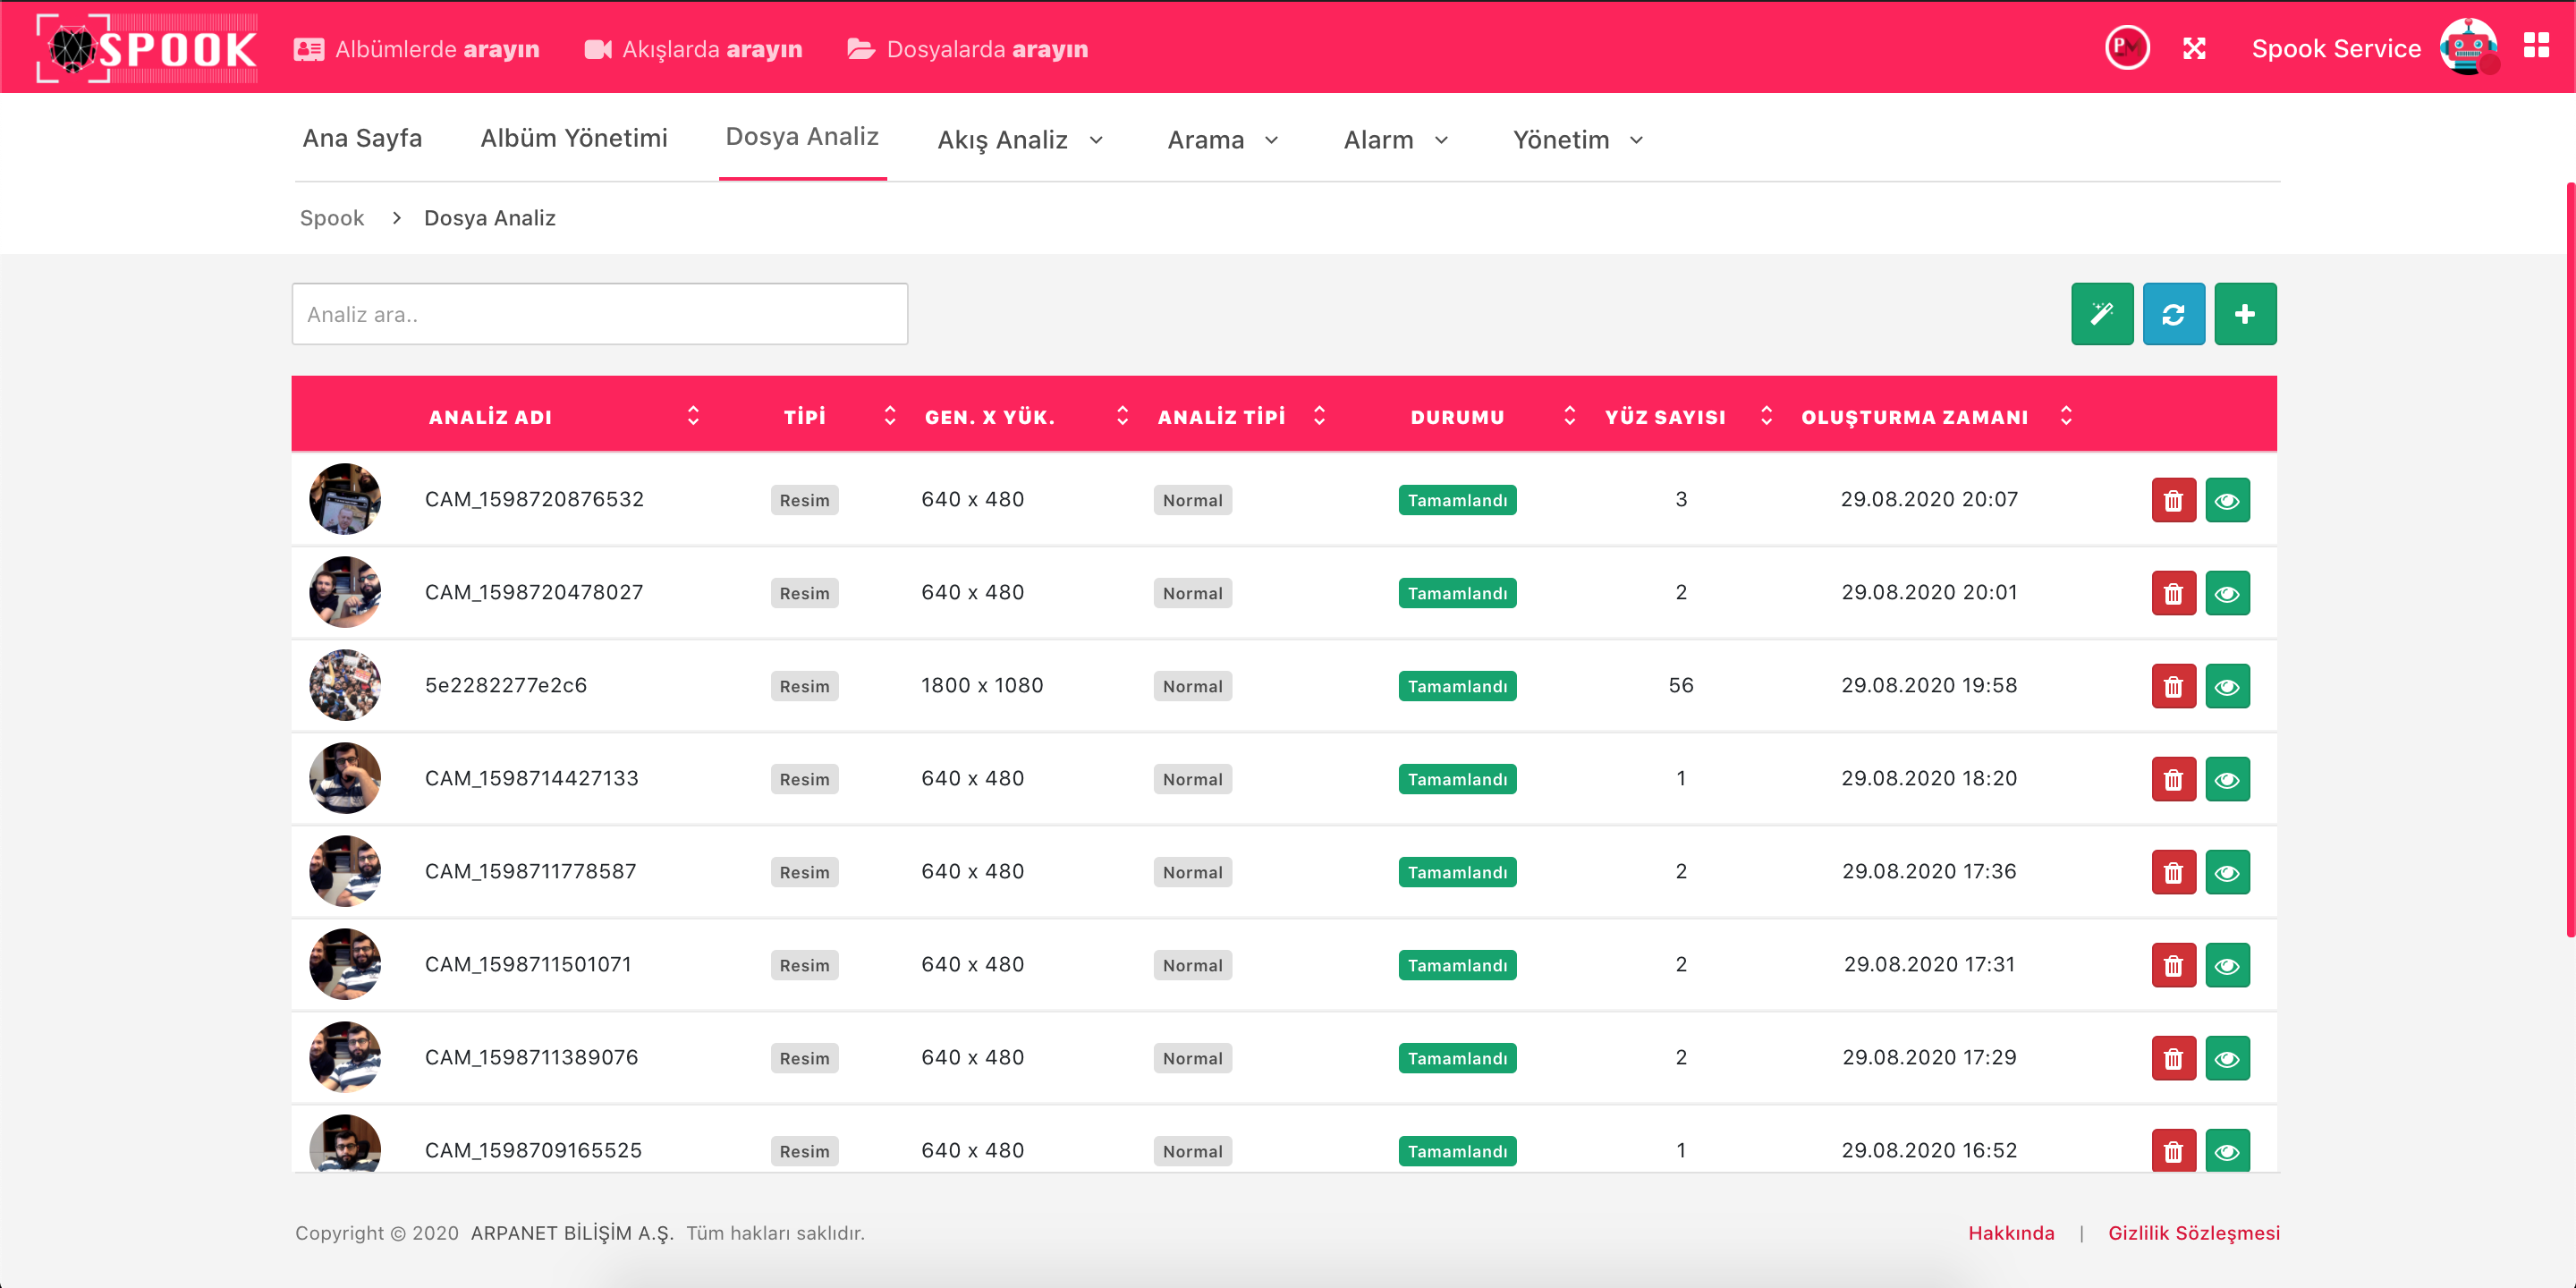 SPOOK Albümlerde arayın Akışlarda arayın Dosyalarda arayın Spook Service
Ana Sayfa Albüm Yönetimi Dosya Analiz Akış Analiz Arama Alarm Yönetim
Spook > Dosya Analiz
Analiz ara..
ANALİZ ADI TİPİ GEN. X YÜK. ANALİZ TİPİ DURUMU YÜZ SAYISI OLUŞTURMA ZAMANI
CAM_1598720876532 Resim 640 x 480 Normal Tamamlandı 3 29.08.2020 20:07
CAM_1598720478027 Resim 640 x 480 Normal Tamamlandı 2 29.08.2020 20:01
5e2282277e2c6 Resim 1800 x 1080 Normal Tamamlandı 56 29.08.2020 19:58
CAM_1598714427133 Resim 640 x 480 Normal Tamamlandı 1 29.08.2020 18:20
CAM_1598711778587 Resim 640 x 480 Normal Tamamlandı 2 29.08.2020 17:36
CAM_1598711501071 Resim 640 x 480 Normal Tamamlandı 2 29.08.2020 17:31
CAM_1598711389076 Resim 640 x 480 Normal Tamamlandı 2 29.08.2020 17:29
CAM_1598709165525 Resim 640 x 480 Normal Tamamlandı 1 29.08.2020 16:52
Copyright © 2020 ARPANET BİLİŞİM A.Ş. Tüm hakları saklıdır. Hakkında | Gizlilik Sözleşmesi